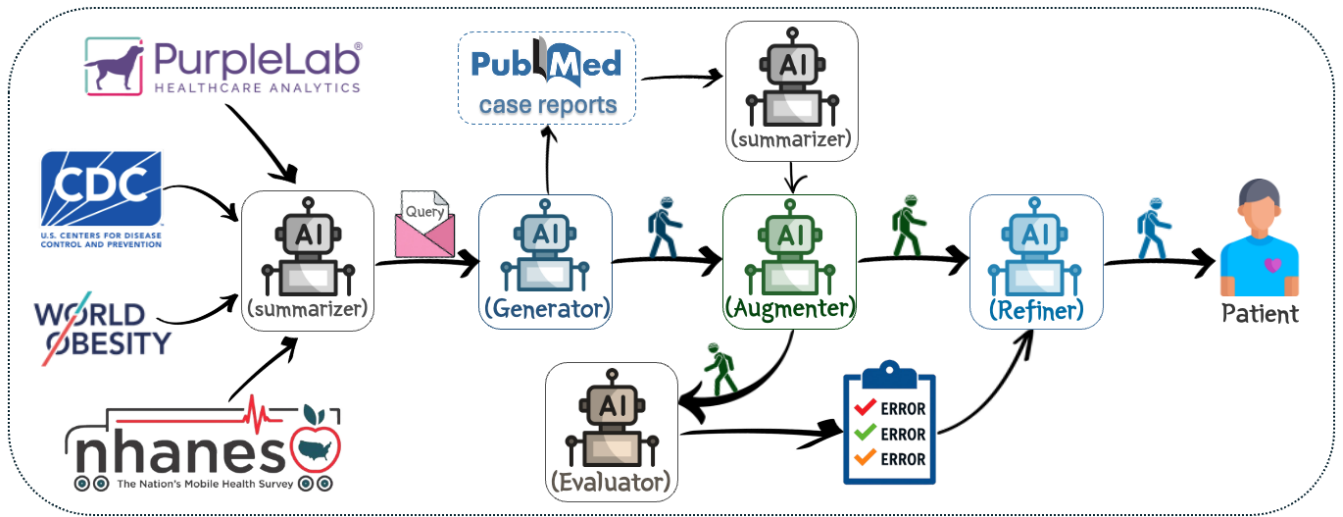 PurpleLab®
HEALTHCARE ANALYTICS
PubMed
case reports
AI
(summarizer)
CDC
U.S. CENTERS FOR DISEASE
CONTROL AND PREVENTION
AI
(summarizer)
Query
AI
(Generator)
AI
(Augmenter)
AI
(Refiner)
Patient
WORLD
OBESITY
nhanes
The Nation's Mobile Health Survey
AI
(Evaluator)
ERROR
ERROR
ERROR